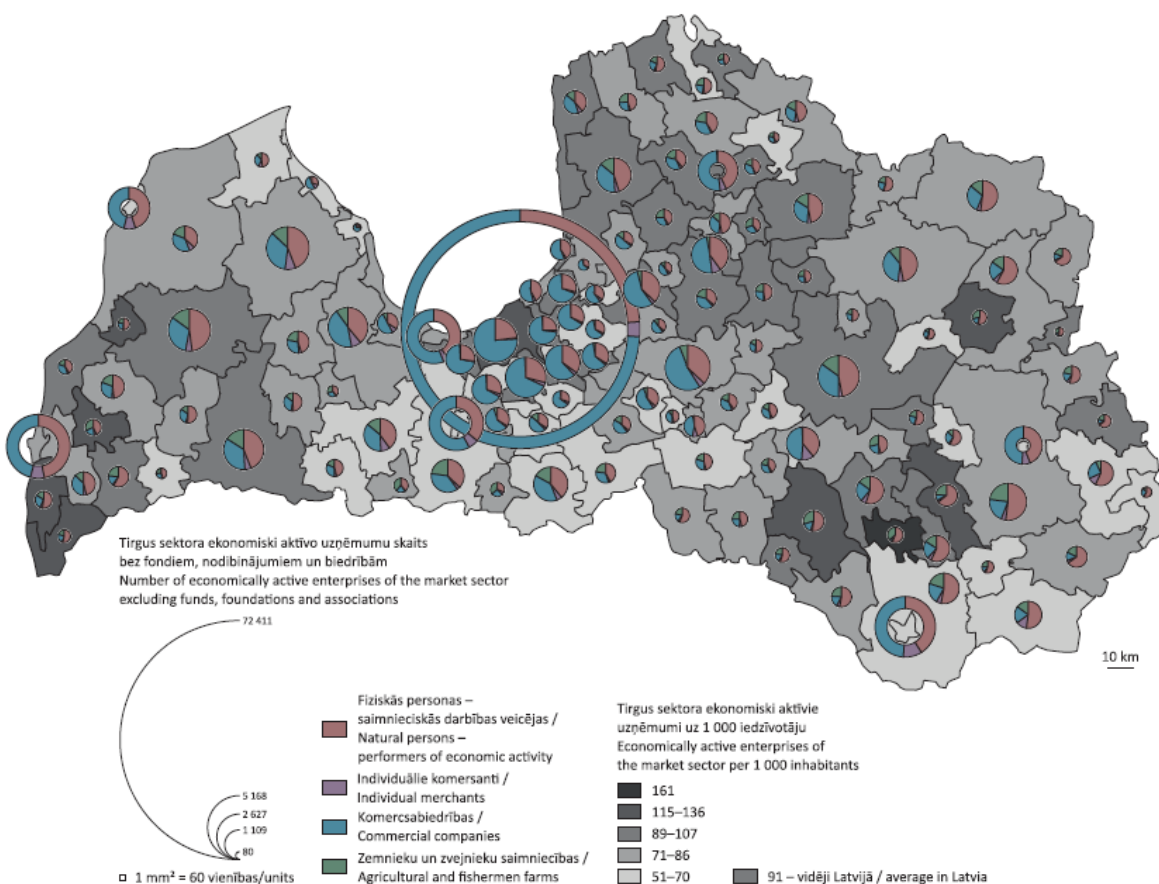 Tirgus sektora ekonomiski aktīvo uzņēmumu skaits
bez fondiem, nodibinājumiem un biedrībām
Number of economically active enterprises of the market sector
excluding funds, foundations and associations
72 411
5 168
2 627
1 109
80
1 mm² = 60 vienības/units
Fiziskās personas –
saimnieciskās darbības veicējas /
Natural persons –
performers of economic activity
Individuālie komersanti /
Individual merchants
Komercsabiedrības /
Commercial companies
Zemnieku un zvejnieku saimniecības /
Agricultural and fishermen farms
10 km
Tirgus sektora ekonomiski aktīvie
uzņēmumi uz 1 000 iedzīvotāju
Economically active enterprises of
the market sector per 1 000 inhabitants
161
115–136
89–107
71–86
51–70
91 – vidēji Latvijā / average in Latvia